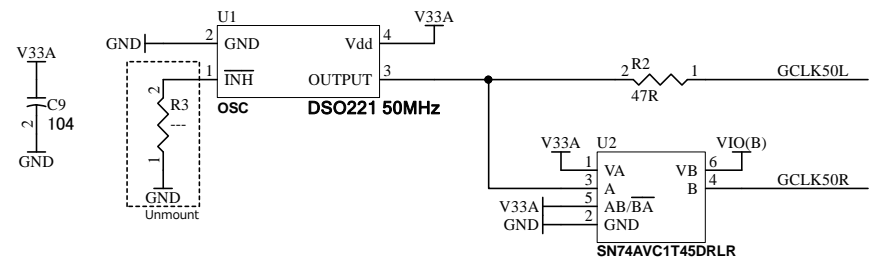 V33A
C9
104
2
GND
GND
2
GND
Vdd
4
V33A
U1
1
INH
OUTPUT
3
OSC
DSO221 50MHz
2
R3
---
1
GND
Unmount
R2
2
1
47R
GCLK50L
U2
V33A
1
VA
VB
6
VIO(B)
3
A
B
4
GCLK50R
V33A
5
AB/BA
GND
2
GND
SN74AVC1T45DRLR